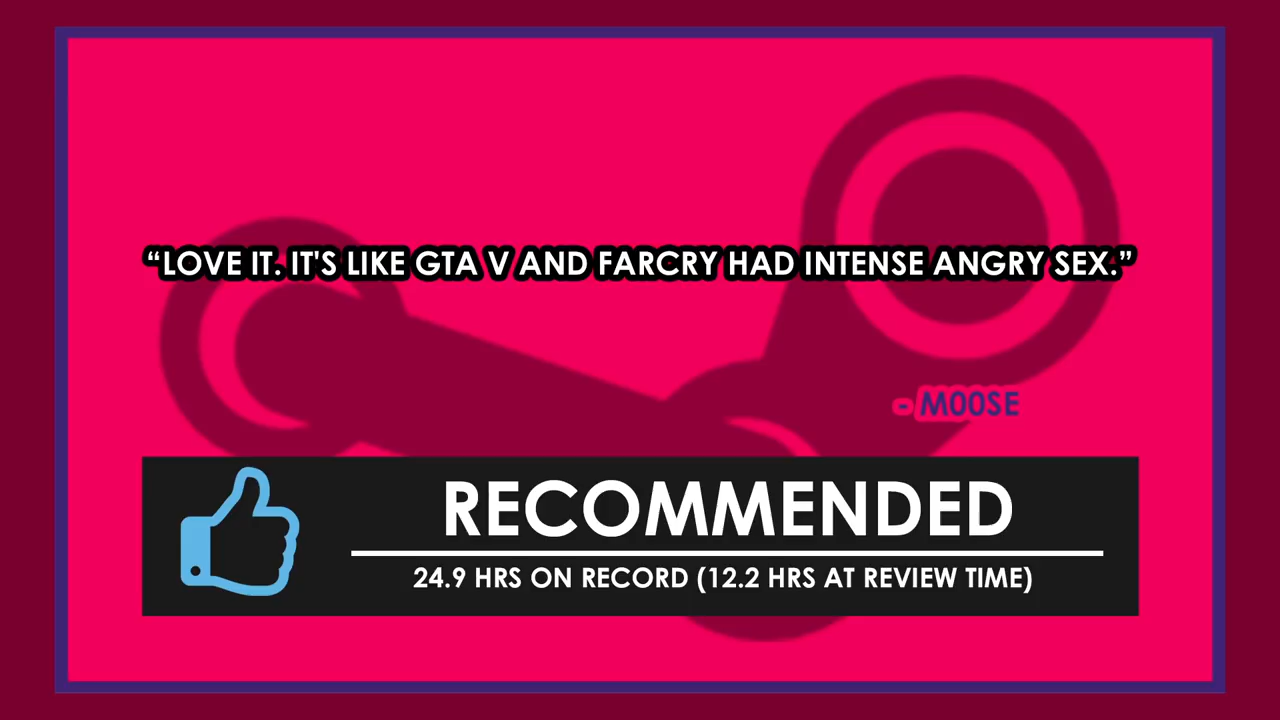 “LOVE IT. IT'S LIKE GTA V AND FARCRY HAD INTENSE ANGRY SEX.”
- M00SE
RECOMMENDED
24.9 HRS ON RECORD (12.2 HRS AT REVIEW TIME)